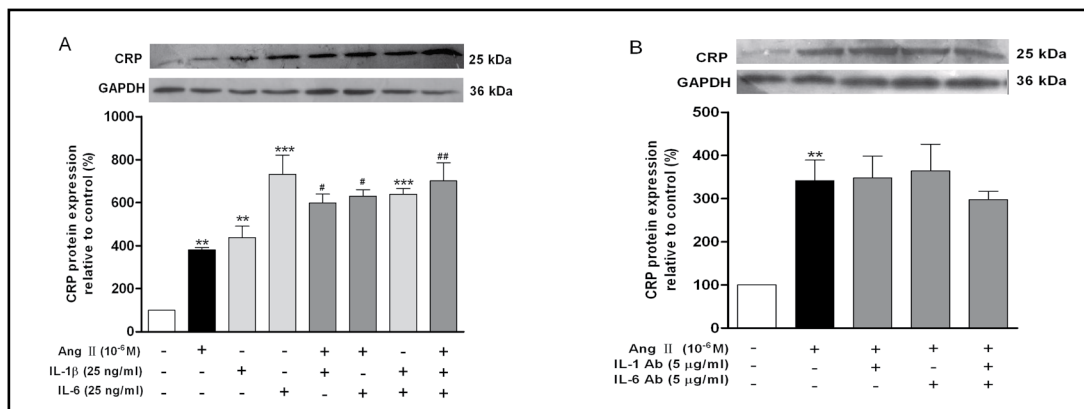 A
CRP
25 kDa
GAPDH
36 kDa
CRP protein expression
relative to control (%)
1000
800
600
400
200
0
**
**
***
#
#
***
##
Ang II (10⁻⁶M) - + - - + + - +
IL-1β (25 ng/ml) - - + - + - + +
IL-6 (25 ng/ml) - - - + - + + +
B
CRP
25 kDa
GAPDH
36 kDa
CRP protein expression
relative to control (%)
500
400
300
200
100
0
**
Ang II (10⁻⁶M) - + + + +
IL-1 Ab (5 µg/ml) - - + - +
IL-6 Ab (5 µg/ml) - - - + +